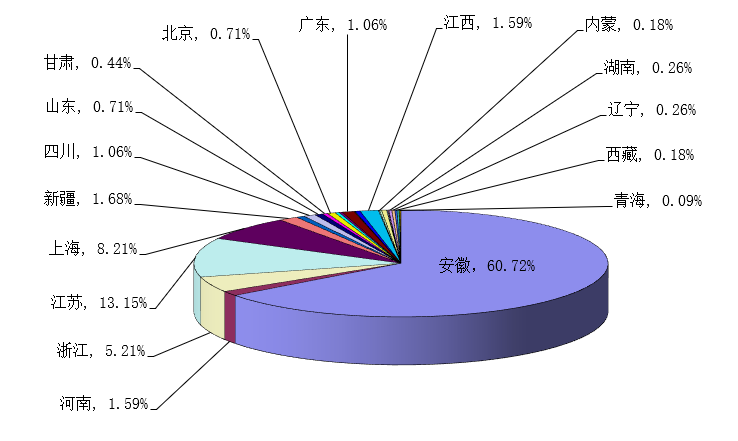 广东, 1.06%
江西, 1.59%
内蒙, 0.18%
北京, 0.71%
甘肃, 0.44%
湖南, 0.26%
山东, 0.71%
辽宁, 0.26%
四川, 1.06%
西藏, 0.18%
新疆, 1.68%
青海, 0.09%
上海, 8.21%
安徽, 60.72%
江苏, 13.15%
浙江, 5.21%
河南, 1.59%